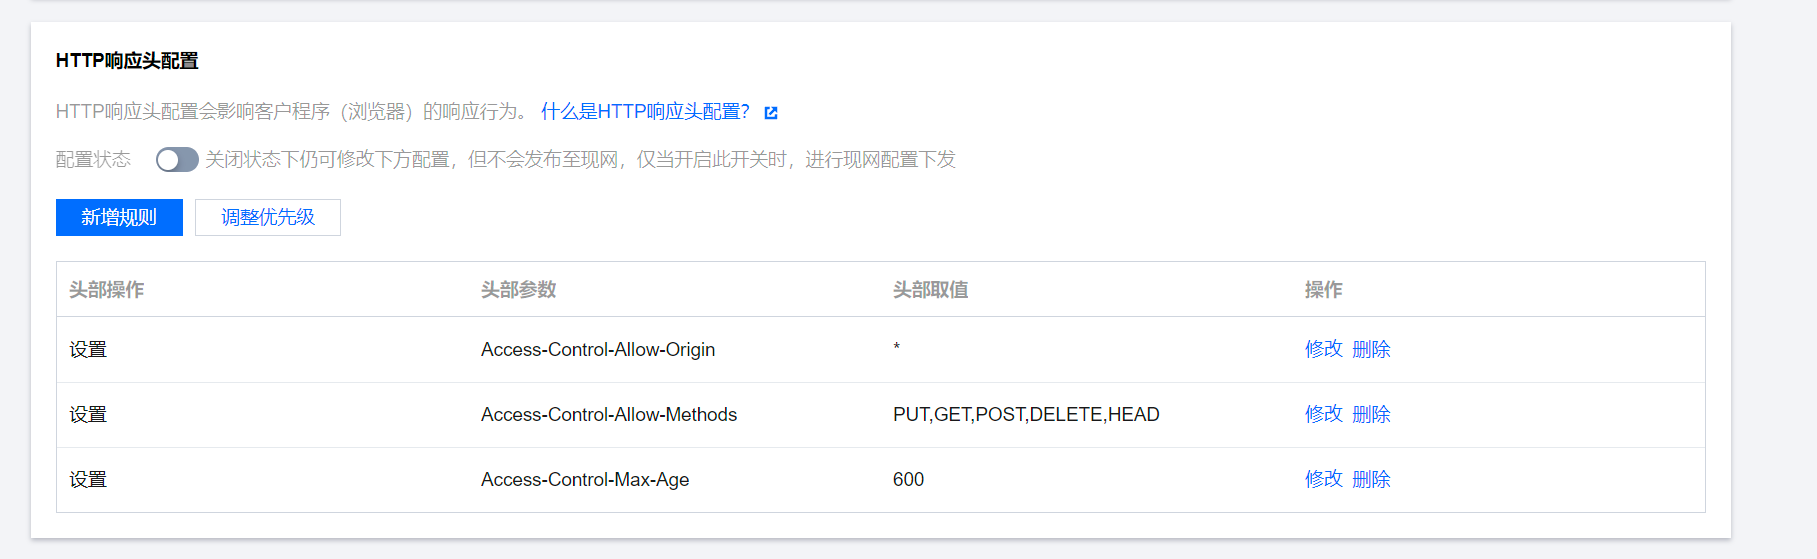 HTTP响应头配置
HTTP响应头配置会影响客户程序（浏览器）的响应行为。 什么是HTTP响应头配置?
配置状态 关闭状态下仍可修改下方配置，但不会发布至现网，仅当开启此开关时，进行现网配置下发
新增规则 调整优先级
头部操作 头部参数 头部取值 操作
设置 Access-Control-Allow-Origin * 修改 删除
设置 Access-Control-Allow-Methods PUT,GET,POST,DELETE,HEAD 修改 删除
设置 Access-Control-Max-Age 600 修改 删除